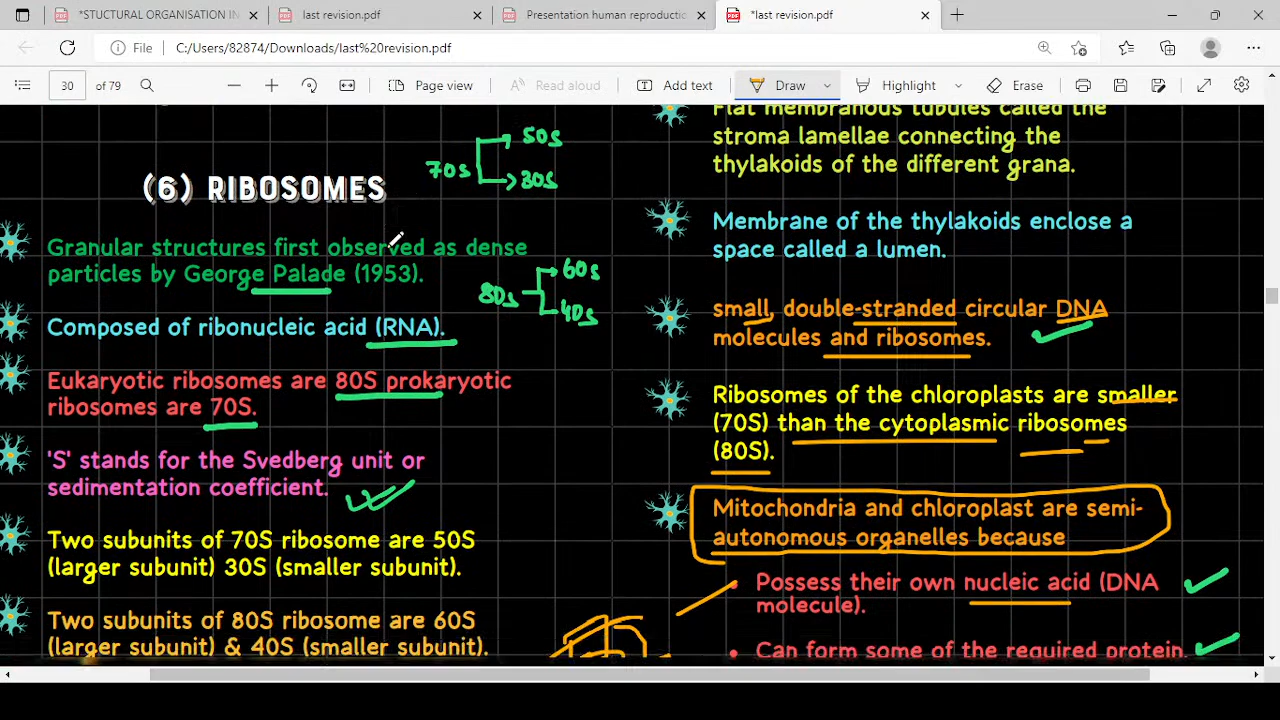 *STUCTURAL ORGANISATION IN
last revision.pdf
Presentation human reproductio
*last revision.pdf
File
C:/Users/82874/Downloads/last%20revision.pdf
30 of 79
Page view
Read aloud
Add text
Draw
Highlight
Erase
(6) RIBOSOMES
70S
50S
30S
Granular structures first observed as dense
particles by George Palade (1953).
80S
60S
40S
Composed of ribonucleic acid (RNA).
Eukaryotic ribosomes are 80S prokaryotic
ribosomes are 70S.
'S' stands for the Svedberg unit or
sedimentation coefficient.
Two subunits of 70S ribosome are 50S
(larger subunit) 30S (smaller subunit).
Two subunits of 80S ribosome are 60S
(larger subunit) & 40S (smaller subunit).
Flat membranous tubules called the
stroma lamellae connecting the
thylakoids of the different grana.
Membrane of the thylakoids enclose a
space called a lumen.
small, double-stranded circular DNA
molecules and ribosomes.
Ribosomes of the chloroplasts are smaller
(70S) than the cytoplasmic ribosomes
(80S).
Mitochondria and chloroplast are semi-
autonomous organelles because
Possess their own nucleic acid (DNA
molecule).
Can form some of the required protein.